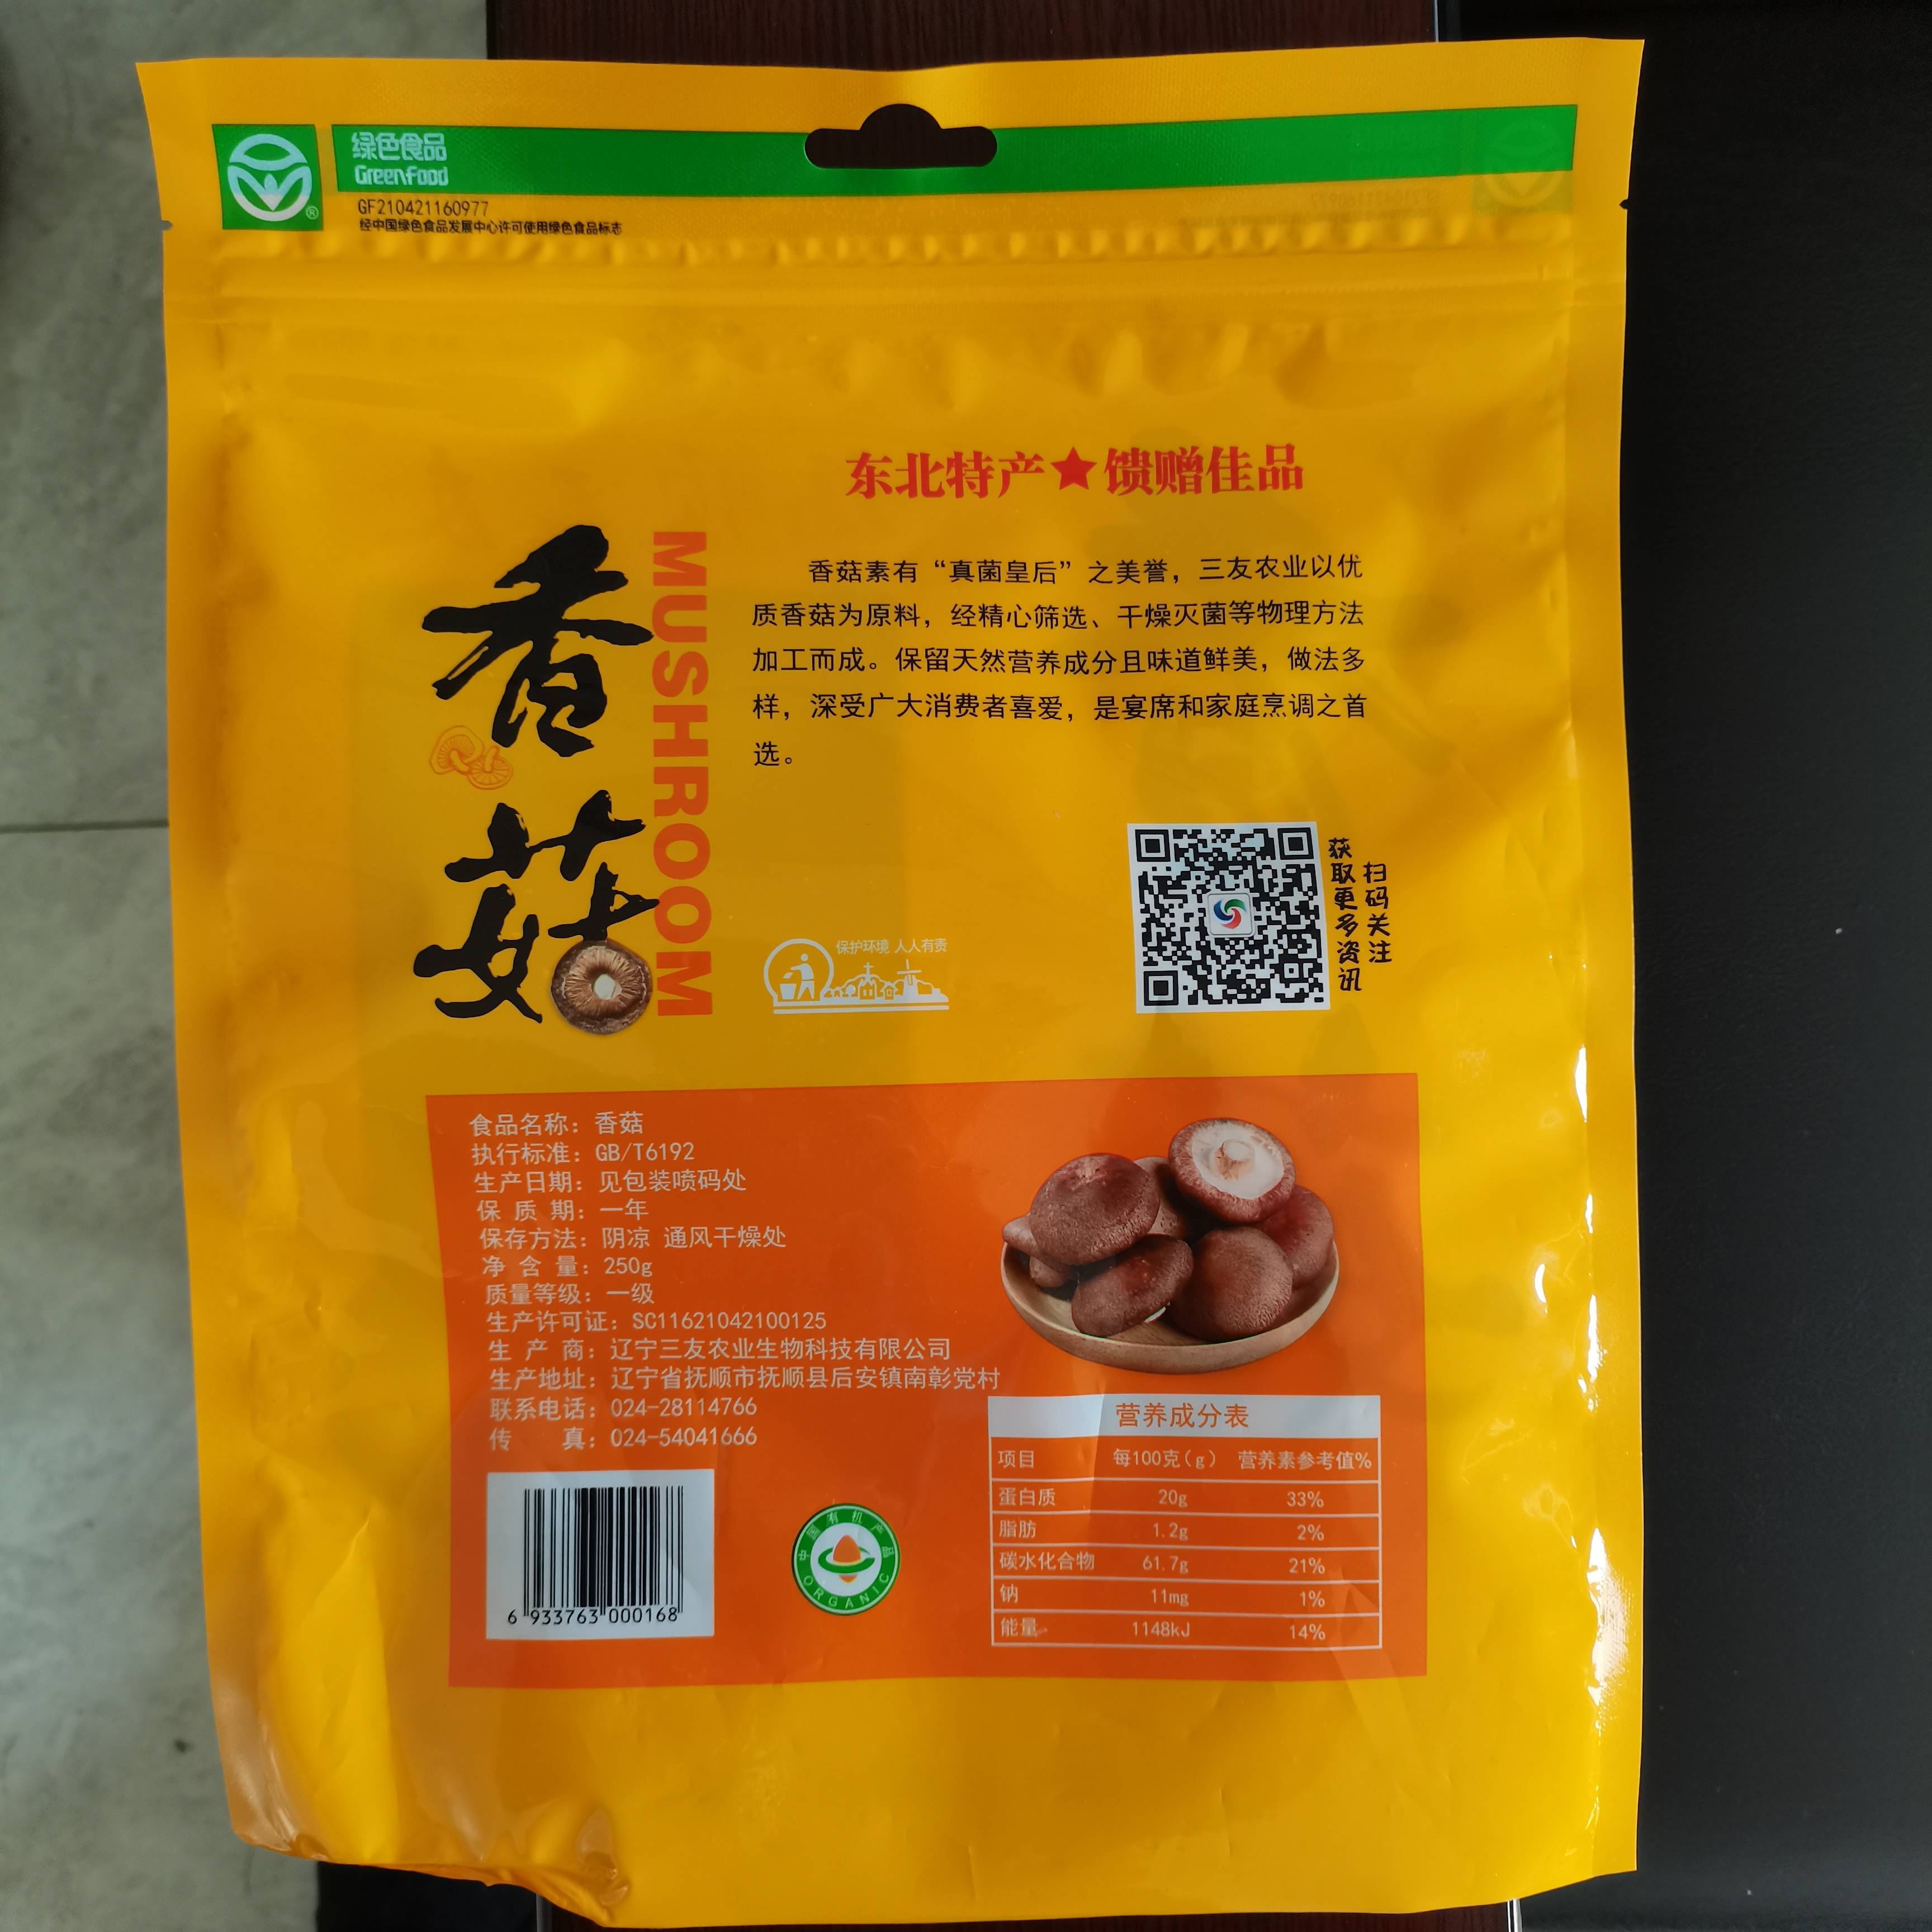 绿色食品
Greenfood
GF210421160977
经中国绿色食品发展中心许可使用绿色食品标志
东北特产★馈赠佳品
香菇
MUSHROOM
香菇素有“真菌皇后”之美誉，三友农业以优
质香菇为原料，经精心筛选、干燥灭菌等物理方法
加工而成。保留天然营养成分且味道鲜美，做法多
样，深受广大消费者喜爱，是宴席和家庭烹调之首
选。
保护环境 人人有责
扫码关注
获取更多资讯
食品名称：香菇
执行标准：GB/T6192
生产日期：见包装喷码处
保 质 期：一年
保存方法：阴凉 通风干燥处
净 含 量：250g
质量等级：一级
生产许可证：SC11621042100125
生 产 商：辽宁三友农业生物科技有限公司
生产地址：辽宁省抚顺市抚顺县后安镇南彰党村
联系电话：024-28114766
传 真：024-54041666
6 933763 000168
中国有机产品
ORGANIC
营养成分表
项目 每100克(g) 营养素参考值%
蛋白质 20g 33%
脂肪 1.2g 2%
碳水化合物 61.7g 21%
钠 11mg 1%
能量 1148kJ 14%